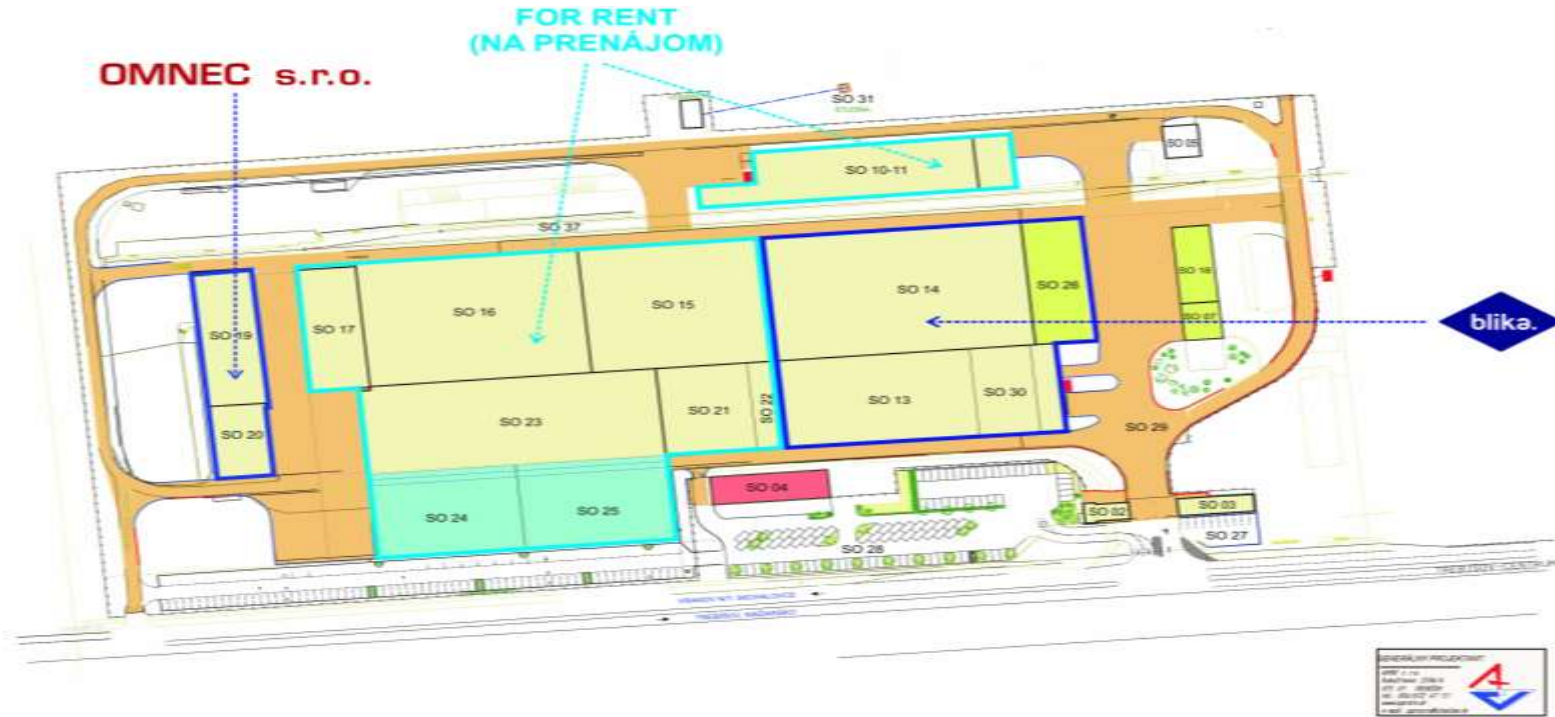 FOR RENT
(NA PRENÁJOM)
OMNEC s.r.o.
SO 31
SO 05
SO 10-11
SO 37
SO 14
SO 26
SO 18
SO 07
SO 15
SO 16
SO 17
SO 19
SO 20
blika.
SO 13
SO 30
SO 22
SO 21
SO 23
SO 29
SO 04
SO 24
SO 25
SO 02
SO 03
SO 27
SO 28
GENERÁLNY PROJEKTANT: